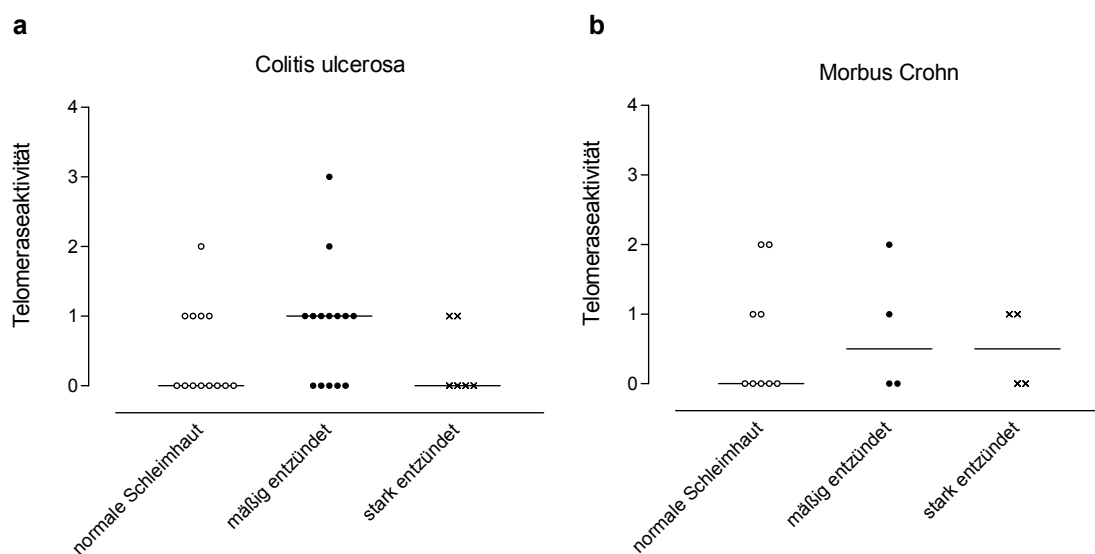 a
Colitis ulcerosa
4
3
2
1
0
Telomeraseaktivität
normale Schleimhaut
mäßig entzündet
stark entzündet
b
Morbus Crohn
4
3
2
1
0
Telomeraseaktivität
normale Schleimhaut
mäßig entzündet
stark entzündet